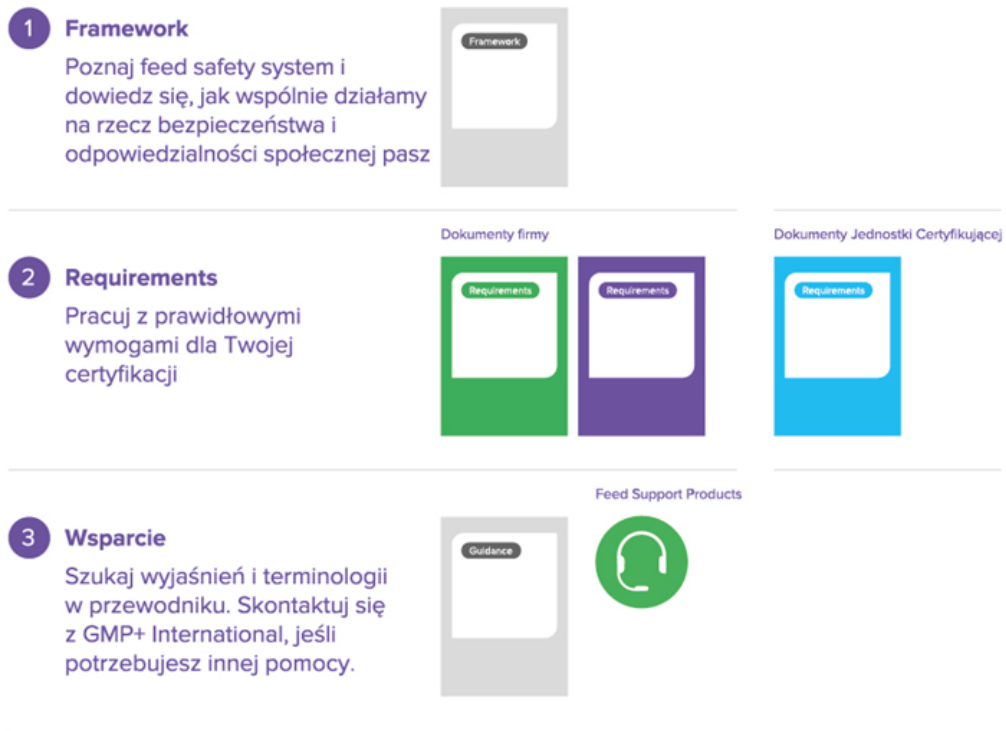 1
Framework
Poznaj feed safety system i
dowiedz się, jak wspólnie działamy
na rzecz bezpieczeństwa i
odpowiedzialności społecznej pasz
Framework
Dokumenty firmy
Dokumenty Jednostki Certyfikującej
2
Requirements
Pracuj z prawidłowymi
wymogami dla Twojej
certyfikacji
Requirements
Requirements
Requirements
Feed Support Products
3
Wsparcie
Szukaj wyjaśnień i terminologii
w przewodniku. Skontaktuj się
z GMP+ International, jeśli
potrzebujesz innej pomocy.
Guidance